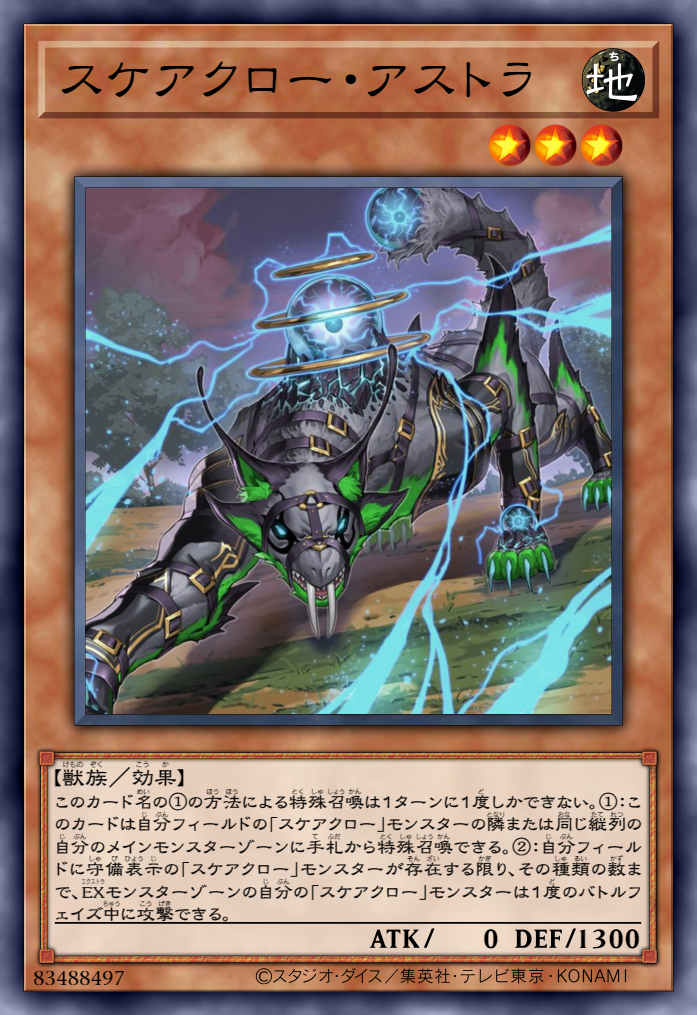 スケアクロー・アストラ
地
【獣族／効果】
このカード名の①の方法による特殊召喚は1ターンに1度しかできない。①：こ
のカードは自分フィールドの「スケアクロー」モンスターの隣または同じ縦列の
自分のメインモンスターゾーンに手札から特殊召喚できる。②：自分フィール
ドに守備表示の「スケアクロー」モンスターが存在する限り、その種類の数ま
で、EXモンスターゾーンの自分の「スケアクロー」モンスターは1度のバトルフ
ェイズ中に攻撃できる。
ATK/ 0 DEF/1300
83488497 ©スタジオ・ダイス／集英社・テレビ東京・KONAMI